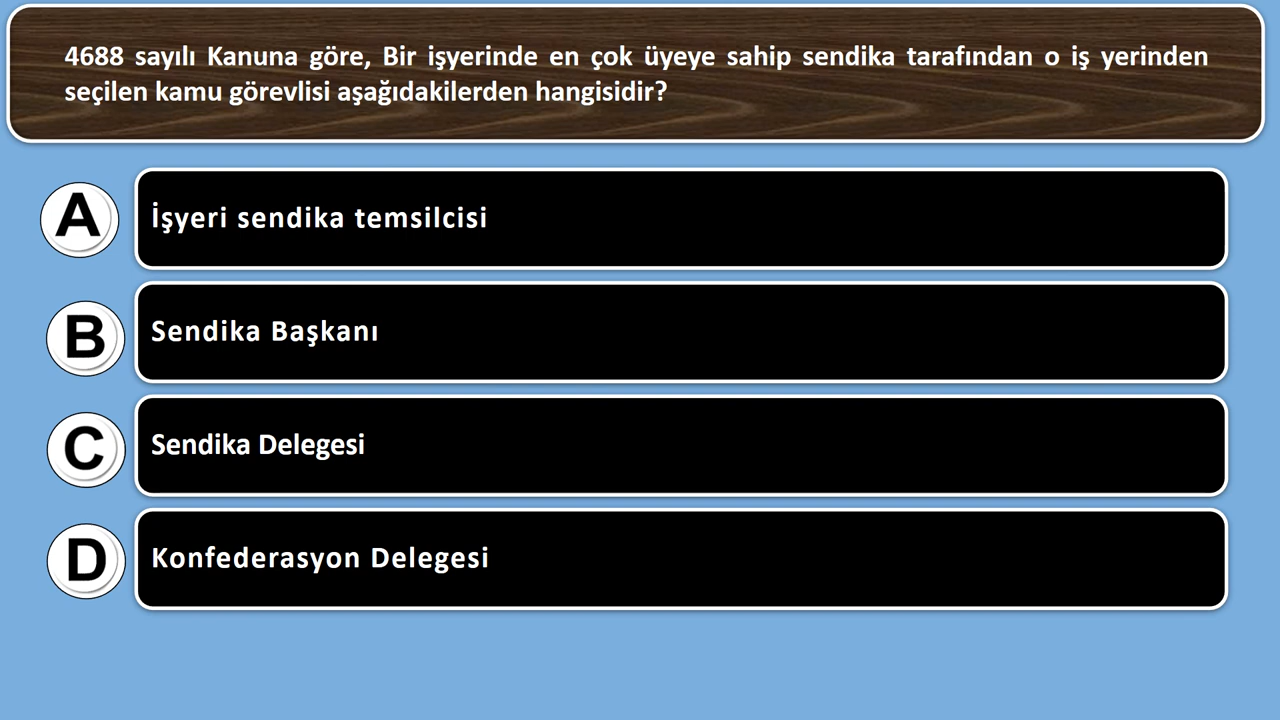 4688 sayılı Kanuna göre, Bir işyerinde en çok üyeye sahip sendika tarafından o iş yerinden
seçilen kamu görevlisi aşağıdakilerden hangisidir?
A İşyeri sendika temsilcisi
B Sendika Başkanı
C Sendika Delegesi
D Konfederasyon Delegesi